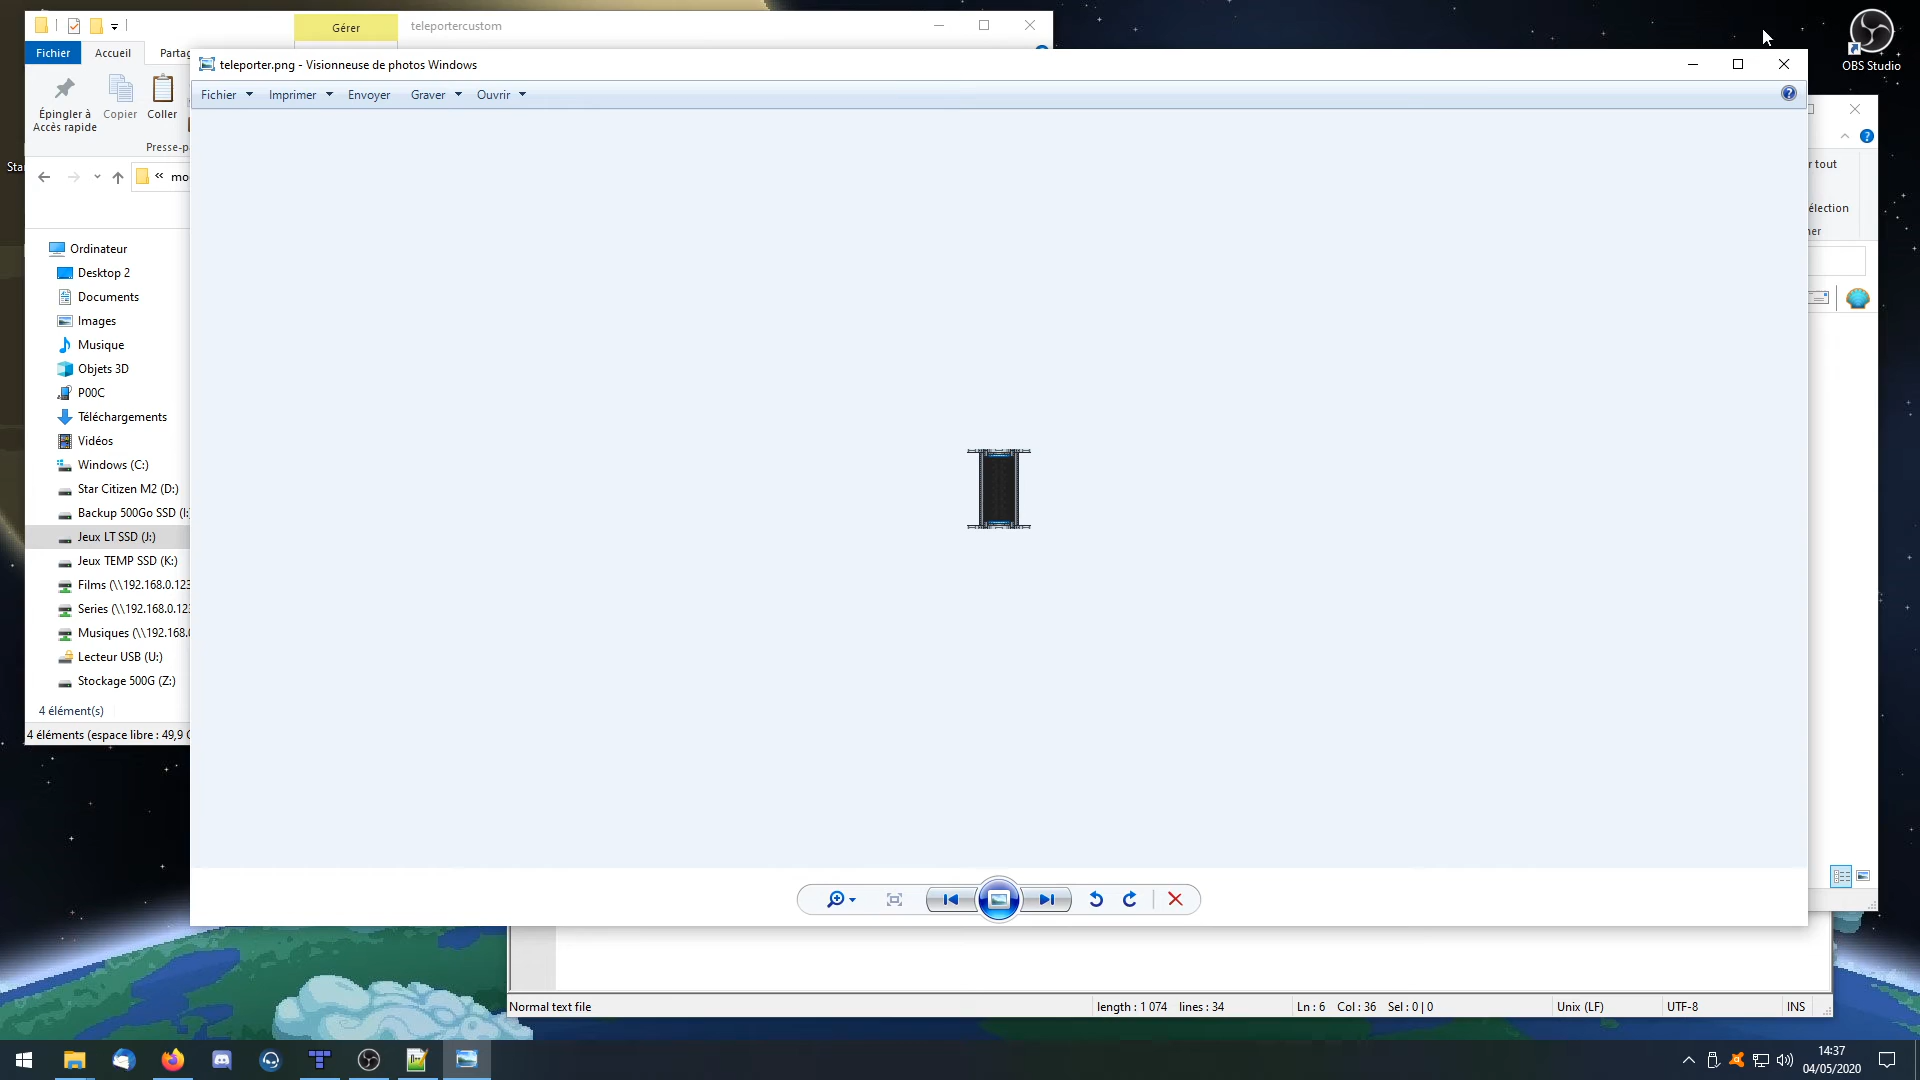 Gérer
teleportercustom
OBS Studio
Fichier
Accueil
Partag
teleporter.png - Visionneuse de photos Windows
Fichier
Imprimer
Envoyer
Graver
Ouvrir
Épingler à
Accès rapide
Copier
Coller
Presse-p
r tout
élection
ner
Sta
« mo
Ordinateur
Desktop 2
Documents
Images
Musique
Objets 3D
P00C
Téléchargements
Vidéos
Windows (C:)
Star Citizen M2 (D:)
Backup 500Go SSD (I:
Jeux LT SSD (J:)
Jeux TEMP SSD (K:)
Films (\\192.168.0.123
Series (\\192.168.0.123
Musiques (\\192.168.0
Lecteur USB (U:)
Stockage 500G (Z:)
4 élément(s)
4 éléments (espace libre : 49,9 G
Normal text file
length : 1 074 lines : 34
Ln : 6 Col : 36 Sel : 0 | 0
Unix (LF)
UTF-8
INS
14:37
04/05/2020